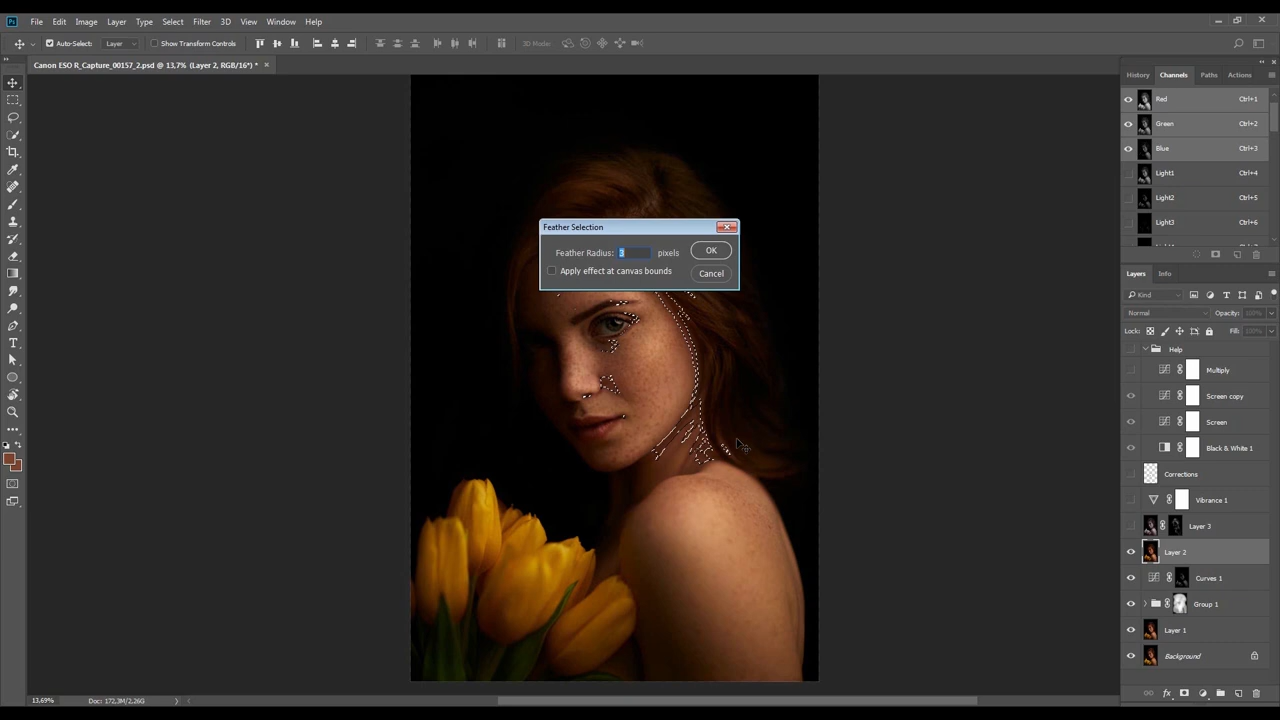 Ps File Edit Image Layer Type Select Filter 3D View Window Help
Auto-Select: Layer Show Transform Controls 3D Mode:
Canon ESO R_Capture_00157_2.psd @ 13,7% (Layer 2, RGB/16*) * ×
History Channels Paths Actions
Red Ctrl+1
Green Ctrl+2
Blue Ctrl+3
Light1 Ctrl+4
Light2 Ctrl+5
Light3 Ctrl+6
Feather Selection
Feather Radius: 3 pixels OK
Apply effect at canvas bounds Cancel
Layers Info
Kind
Normal Opacity: 100%
Lock: Fill: 100%
Help
Multiply
Screen copy
Screen
Black & White 1
Corrections
Vibrance 1
Layer 3
Layer 2
Curves 1
Group 1
Layer 1
Background
13,69% Doc: 172,3M/2,26G